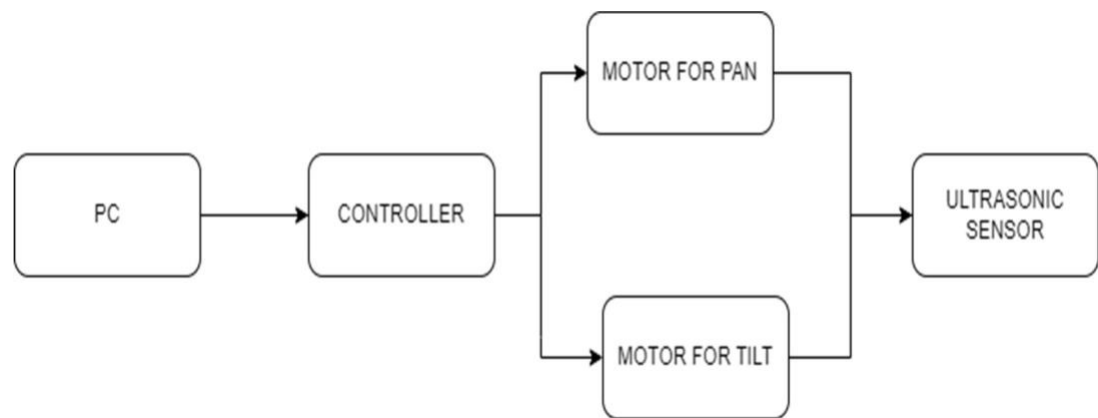 MOTOR FOR PAN
PC
CONTROLLER
ULTRASONIC
SENSOR
MOTOR FOR TILT